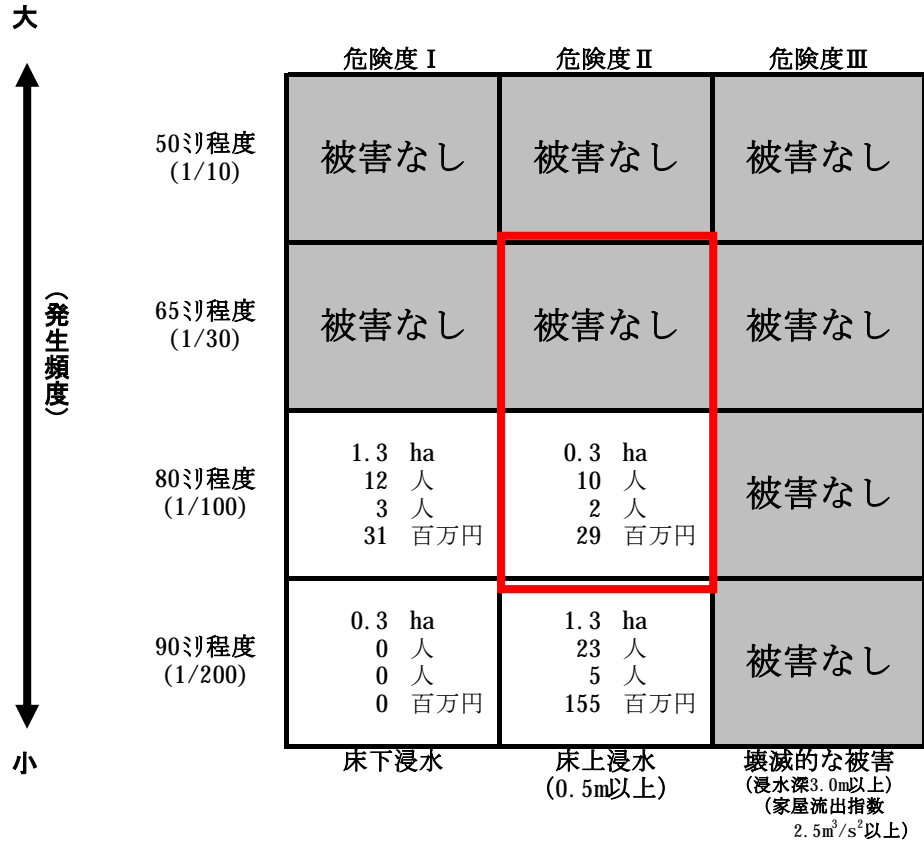 大
危険度Ⅰ 危険度Ⅱ 危険度Ⅲ
50㍉程度
(1/10)
被害なし 被害なし 被害なし
(発生頻度)
65㍉程度
(1/30)
被害なし 被害なし 被害なし
80㍉程度
(1/100)
1.3 ha
12 人
3 人
31 百万円
0.3 ha
10 人
2 人
29 百万円
被害なし
90㍉程度
(1/200)
0.3 ha
0 人
0 人
0 百万円
1.3 ha
23 人
5 人
155 百万円
被害なし
小
床下浸水
床上浸水
(0.5m以上)
壊滅的な被害
(浸水深3.0m以上)
(家屋流出指数
2.5m³/s²以上)